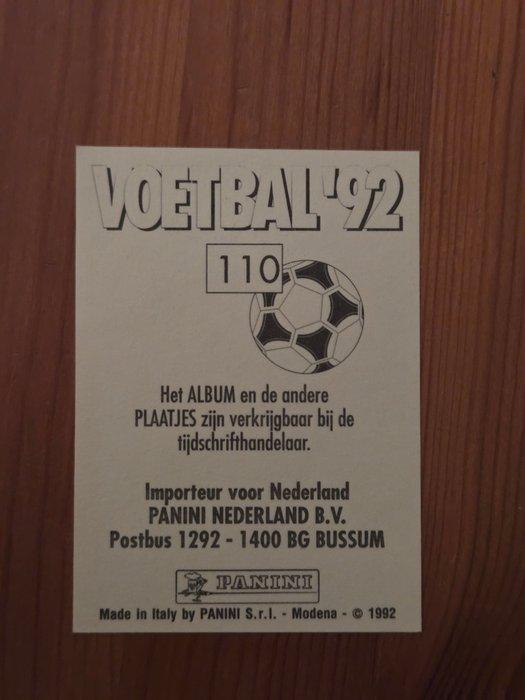 VOETBAL '92
110
Het ALBUM en de andere
PLAATJES zijn verkrijgbaar bij de
tijdschrifthandelaar.
Importeur voor Nederland
PANINI NEDERLAND B.V.
Postbus 1292 - 1400 BG BUSSUM
PANINI
Made in Italy by PANINI S.r.l. - Modena - © 1992